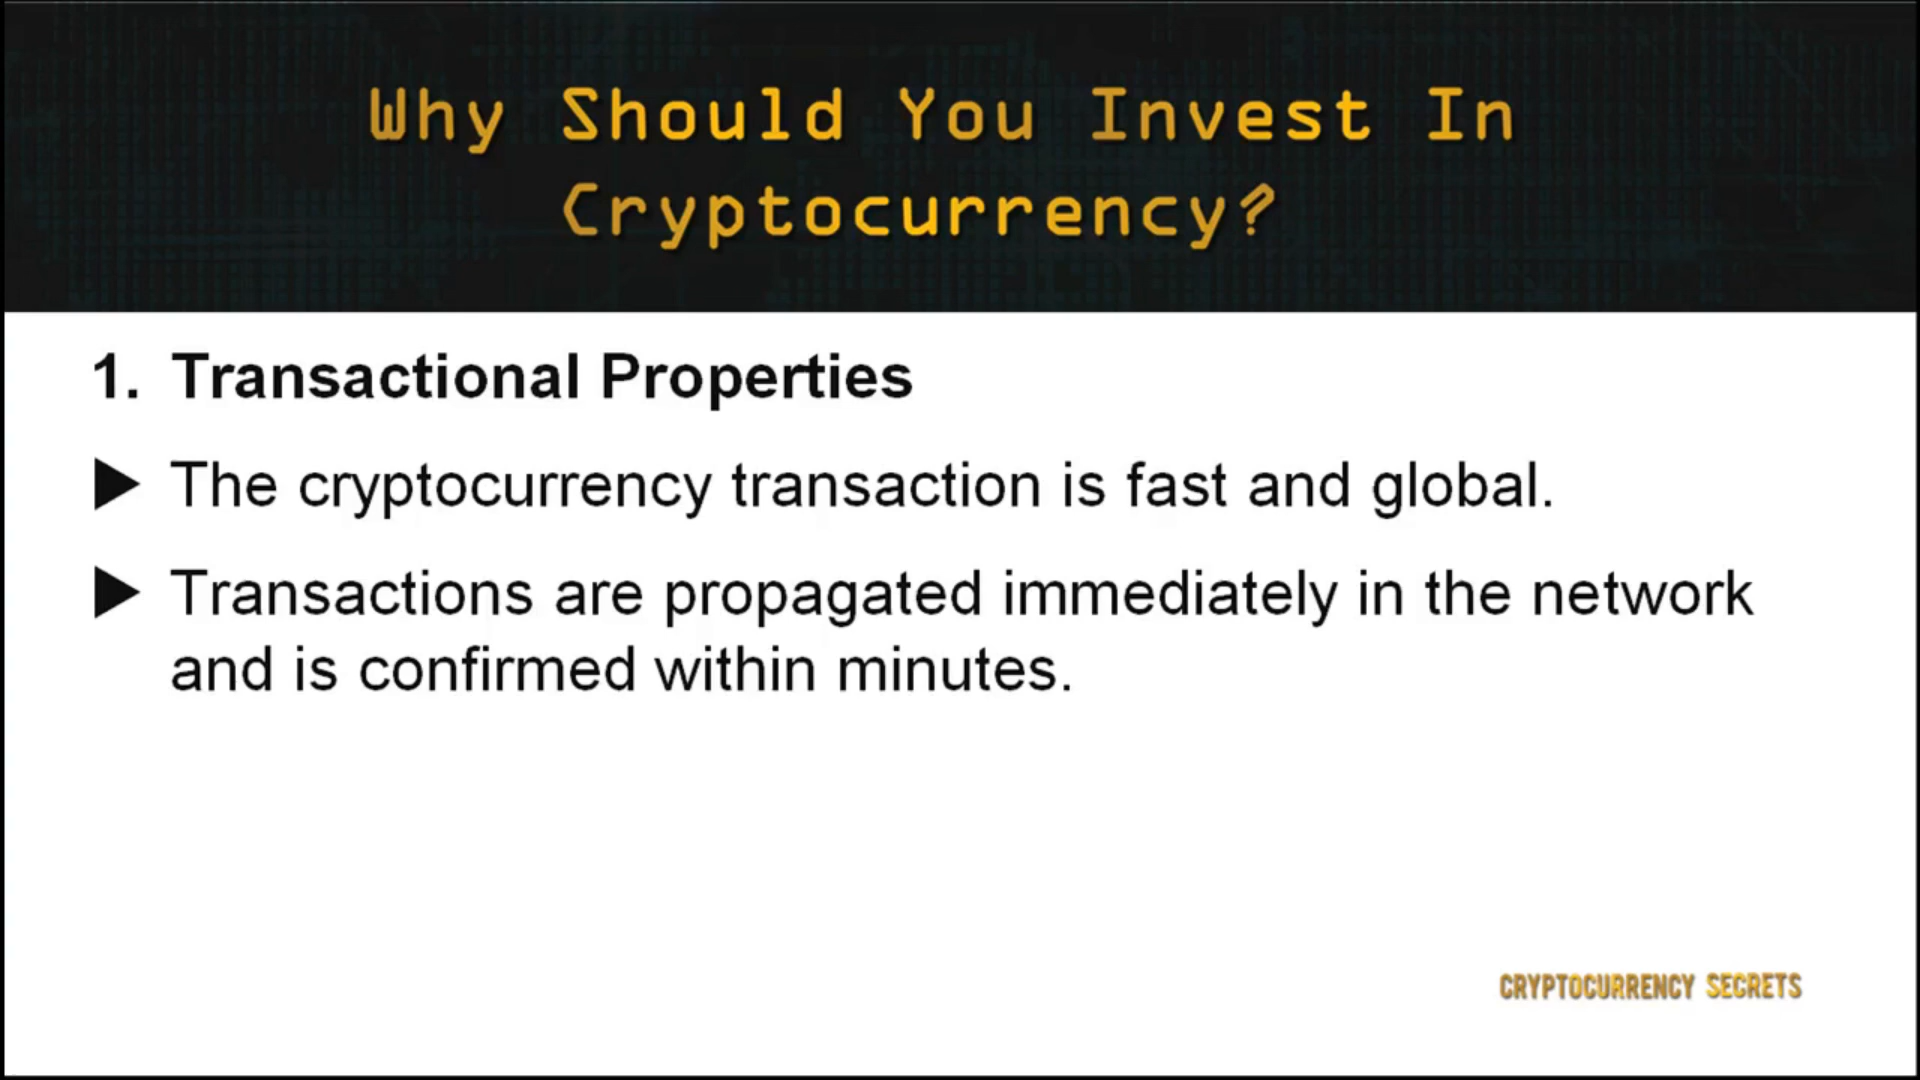 Why Should You Invest In
Cryptocurrency?
1. Transactional Properties
▶ The cryptocurrency transaction is fast and global.
▶ Transactions are propagated immediately in the network
and is confirmed within minutes.
CRYPTOCURRENCY SECRETS